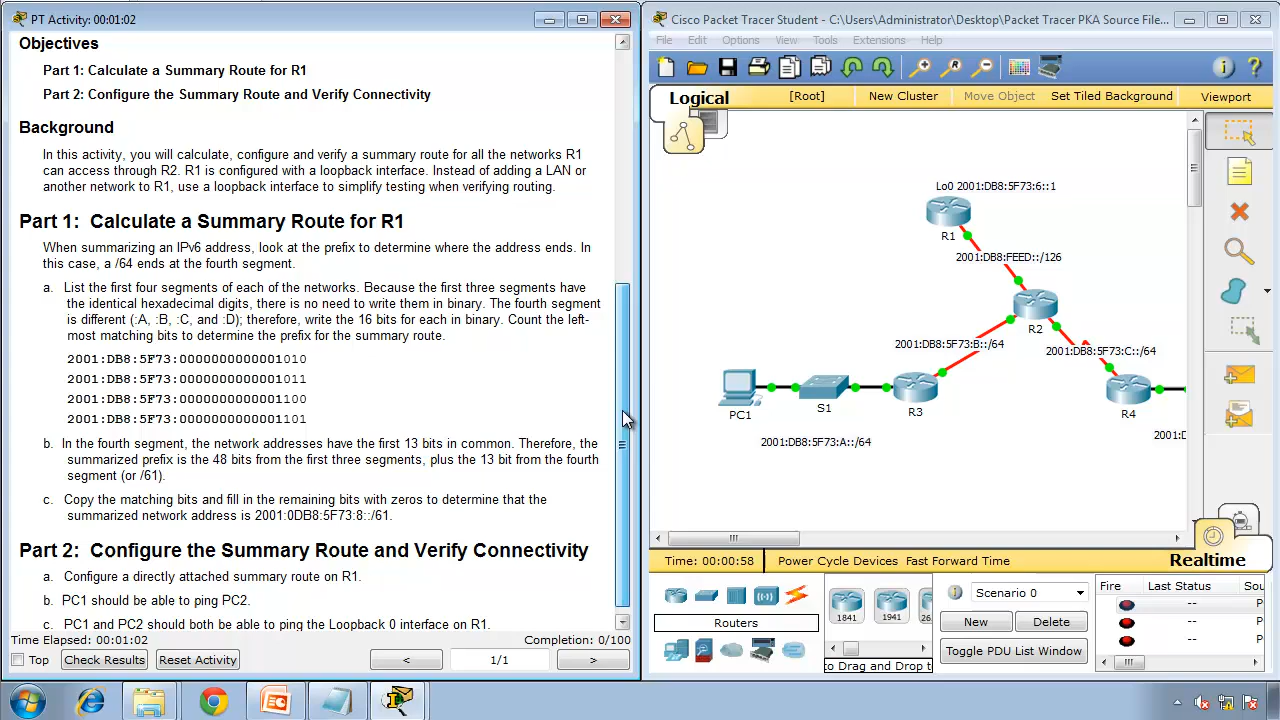 PT Activity: 00:01:02
Objectives
Part 1: Calculate a Summary Route for R1
Part 2: Configure the Summary Route and Verify Connectivity
Background
In this activity, you will calculate, configure and verify a summary route for all the networks R1
can access through R2. R1 is configured with a loopback interface. Instead of adding a LAN or
another network to R1, use a loopback interface to simplify testing when verifying routing.
Part 1: Calculate a Summary Route for R1
When summarizing an IPv6 address, look at the prefix to determine where the address ends. In
this case, a /64 ends at the fourth segment.
a. List the first four segments of each of the networks. Because the first three segments have
the identical hexadecimal digits, there is no need to write them in binary. The fourth segment
is different (:A, :B, :C, and :D); therefore, write the 16 bits for each in binary. Count the left-
most matching bits to determine the prefix for the summary route.
2001:DB8:5F73:0000000000001010
2001:DB8:5F73:0000000000001011
2001:DB8:5F73:0000000000001100
2001:DB8:5F73:0000000000001101
b. In the fourth segment, the network addresses have the first 13 bits in common. Therefore, the
summarized prefix is the 48 bits from the first three segments, plus the 13 bit from the fourth
segment (or /61).
c. Copy the matching bits and fill in the remaining bits with zeros to determine that the
summarized network address is 2001:0DB8:5F73:8::/61.
Part 2: Configure the Summary Route and Verify Connectivity
a. Configure a directly attached summary route on R1.
b. PC1 should be able to ping PC2.
c. PC1 and PC2 should both be able to ping the Loopback 0 interface on R1.
Time Elapsed: 00:01:02 Completion: 0/100
Top Check Results Reset Activity < 1/1 >
Cisco Packet Tracer Student - C:\Users\Administrator\Desktop\Packet Tracer PKA Source File...
File Edit Options View Tools Extensions Help
Logical [Root] New Cluster Move Object Set Tiled Background Viewport
Lo0 2001:DB8:5F73:6::1
R1
2001:DB8:FEED::/126
R2
2001:DB8:5F73:B::/64
2001:DB8:5F73:C::/64
PC1 S1 R3 R4
2001:DB8:5F73:A::/64
2001:D
Time: 00:00:58 Power Cycle Devices Fast Forward Time Realtime
1841 1941 26
Routers
to Drag and Drop t
Scenario 0
New Delete
Toggle PDU List Window
Fire Last Status Sou
-- P
-- P
-- P